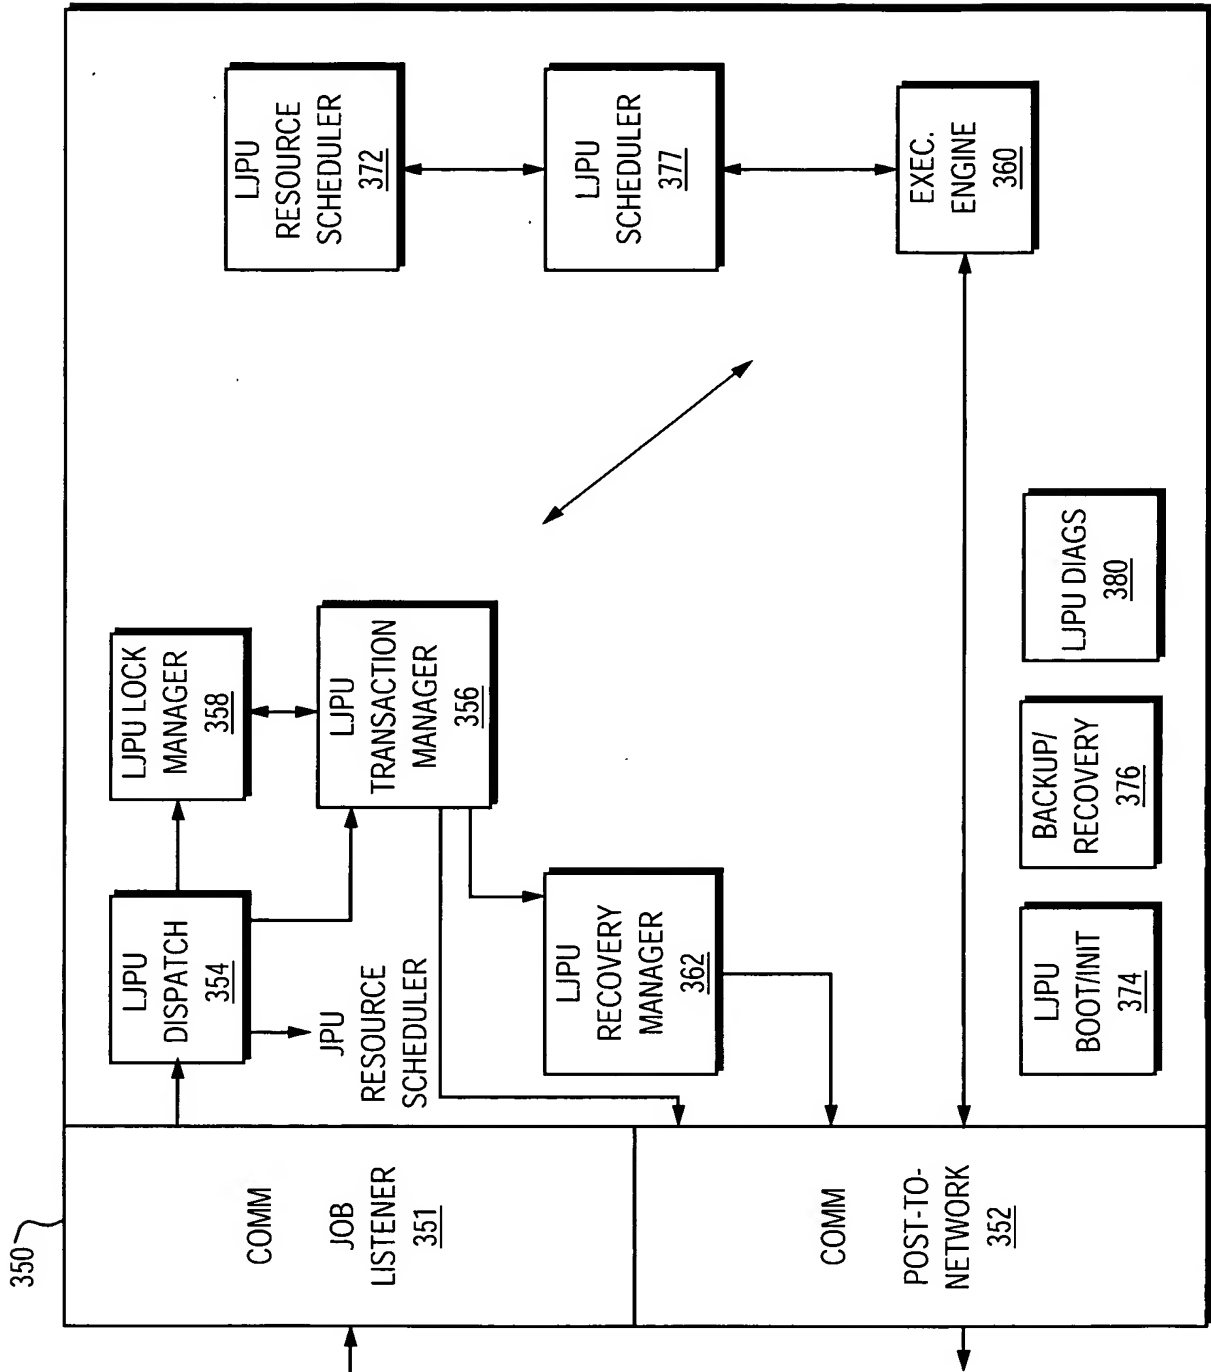 350
COMM
JOB
LISTENER
351
COMM
POST-TO-
NETWORK
352
LJPU
DISPATCH
354
JPU
RESOURCE
SCHEDULER
LJPU LOCK
MANAGER
358
LJPU
TRANSACTION
MANAGER
356
LJPU
RECOVERY
MANAGER
362
LJPU
BOOT/INIT
374
BACKUP/
RECOVERY
376
LJPU DIAGS
380
LJPU
RESOURCE
SCHEDULER
372
LJPU
SCHEDULER
377
EXEC.
ENGINE
360